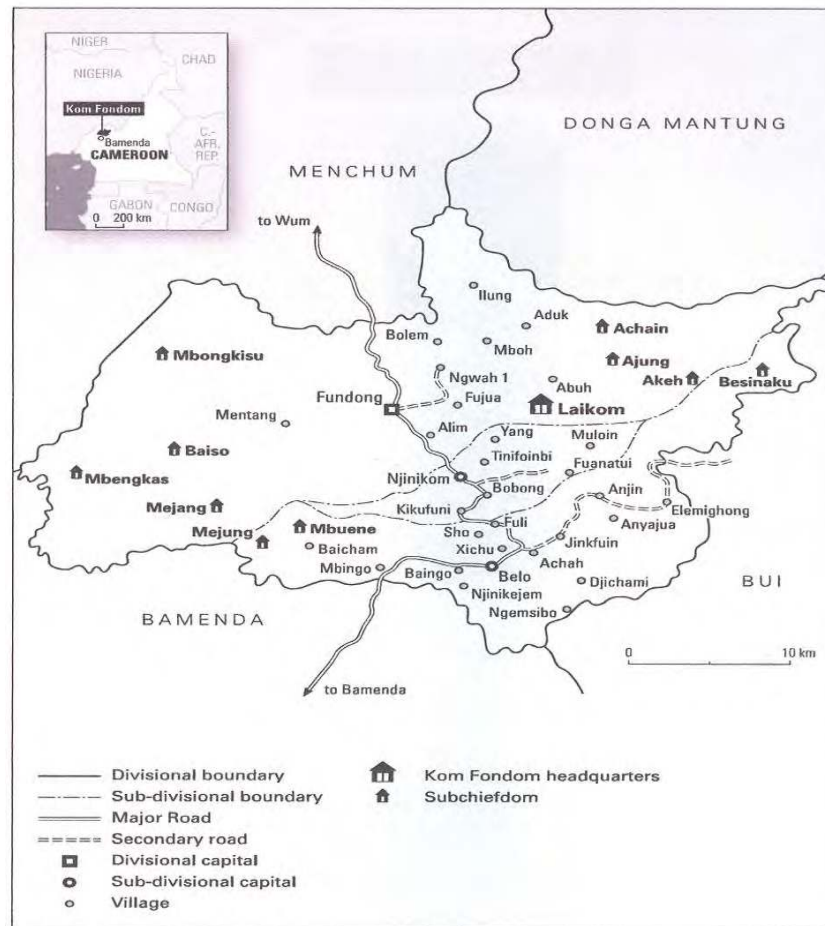 NIGER
CHAD
NIGERIA
Kom Fondom
Bamenda
CAMEROON
C.-
AFR.
REP.
GABON
CONGO
0 200 km
DONGA MANTUNG
MENCHUM
to Wum
Ilung
Aduk
Achain
Bolem
Mboh
Mbongkisu
Ajung
Ngwah 1
Abuh
Akeh
Besinaku
Fundong
Fujua
Laikom
Mentang
Alim
Yang
Muloin
Baiso
Tinifoinbi
Mbengkas
Njinikom
Fuanatui
Bobong
Anjin
Mejang
Kikufuni
Elemighong
Mbuene
Fuli
Anyajua
Mejung
Sho
Jinkfuin
Baicham
Xichu
Achah
Mbingo
Baingo
Belo
Djichami
BUI
Njinikejem
Ngemsibo
BAMENDA
0 10 km
to Bamenda
Divisional boundary
Sub-divisional boundary
Major Road
Secondary road
Divisional capital
Sub-divisional capital
Village
Kom Fondom headquarters
Subchiefdom